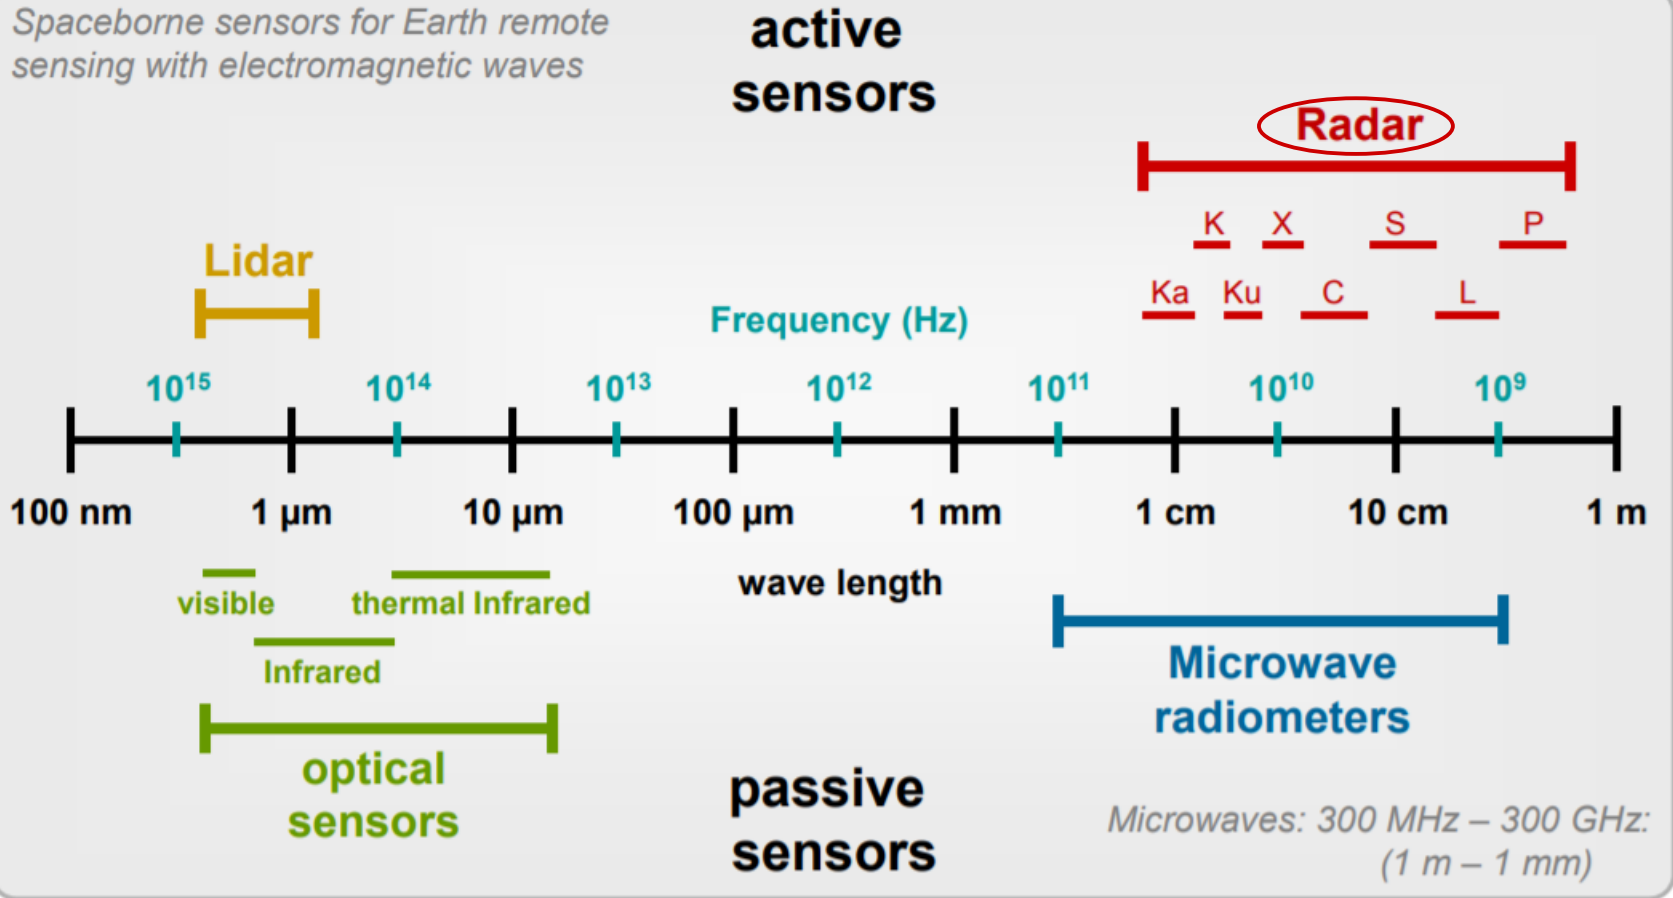 Spaceborne sensors for Earth remote
sensing with electromagnetic waves
active
sensors
Radar
K X S P
Lidar
Ka Ku C L
Frequency (Hz)
10¹⁵ 10¹⁴ 10¹³ 10¹² 10¹¹ 10¹⁰ 10⁹
100 nm 1 µm 10 µm 100 µm 1 mm 1 cm 10 cm 1 m
wave length
visible thermal Infrared
Infrared
Microwave
radiometers
optical
sensors
passive
sensors
Microwaves: 300 MHz – 300 GHz:
(1 m – 1 mm)